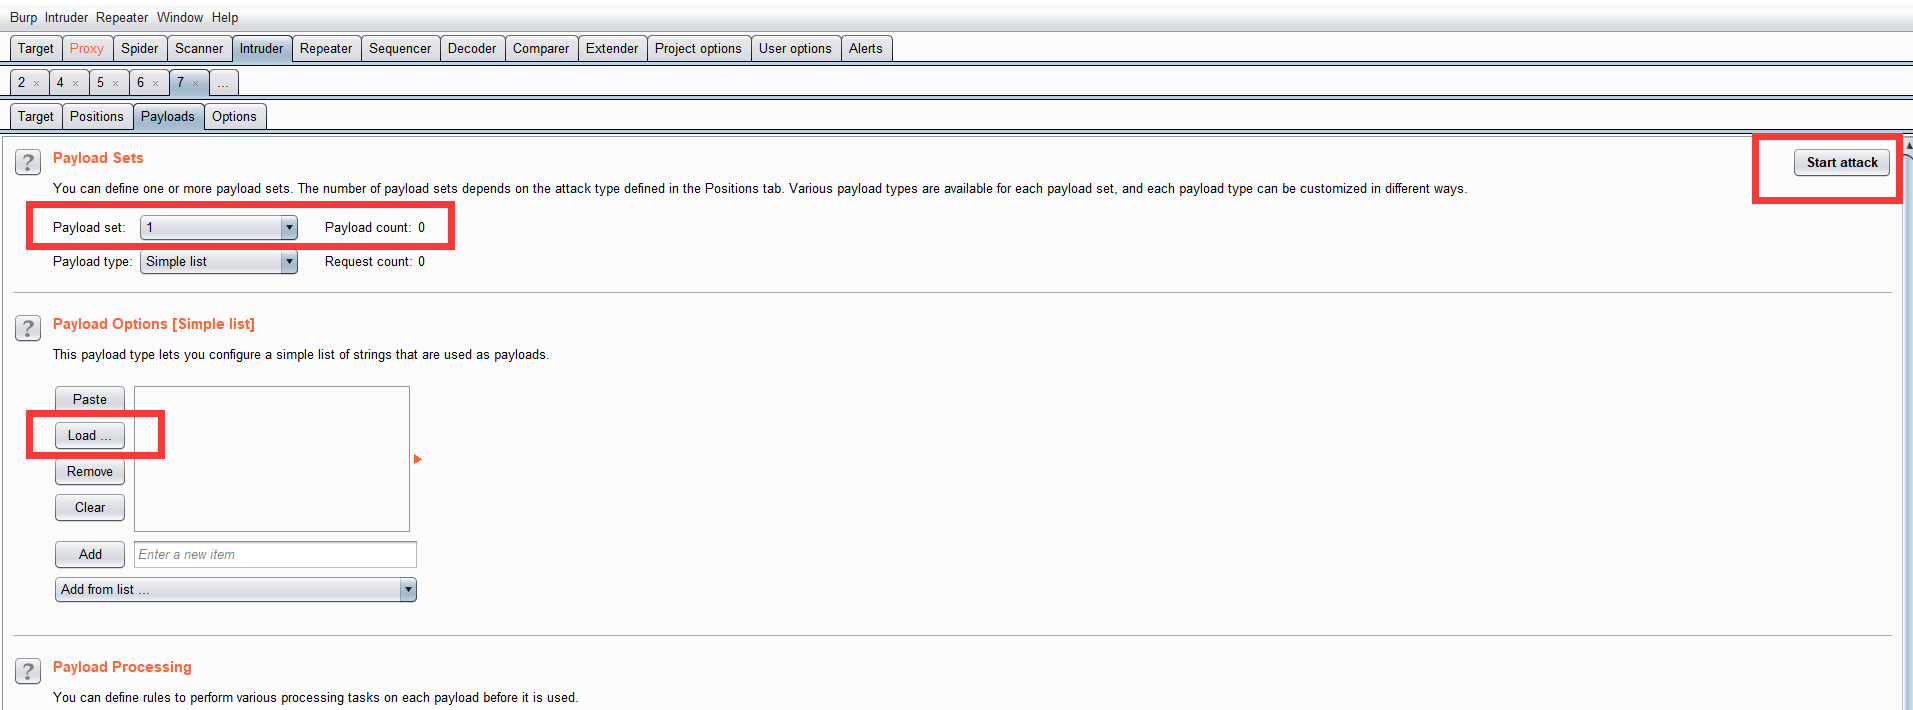 Burp Intruder Repeater Window Help
Target Proxy Spider Scanner Intruder Repeater Sequencer Decoder Comparer Extender Project options User options Alerts
2 × 4 × 5 × 6 × 7 × ...
Target Positions Payloads Options
? Payload Sets Start attack
You can define one or more payload sets. The number of payload sets depends on the attack type defined in the Positions tab. Various payload types are available for each payload set, and each payload type can be customized in different ways.
Payload set: 1 Payload count: 0
Payload type: Simple list Request count: 0
? Payload Options [Simple list]
This payload type lets you configure a simple list of strings that are used as payloads.
Paste
Load ...
Remove
Clear
Add Enter a new item
Add from list ...
? Payload Processing
You can define rules to perform various processing tasks on each payload before it is used.